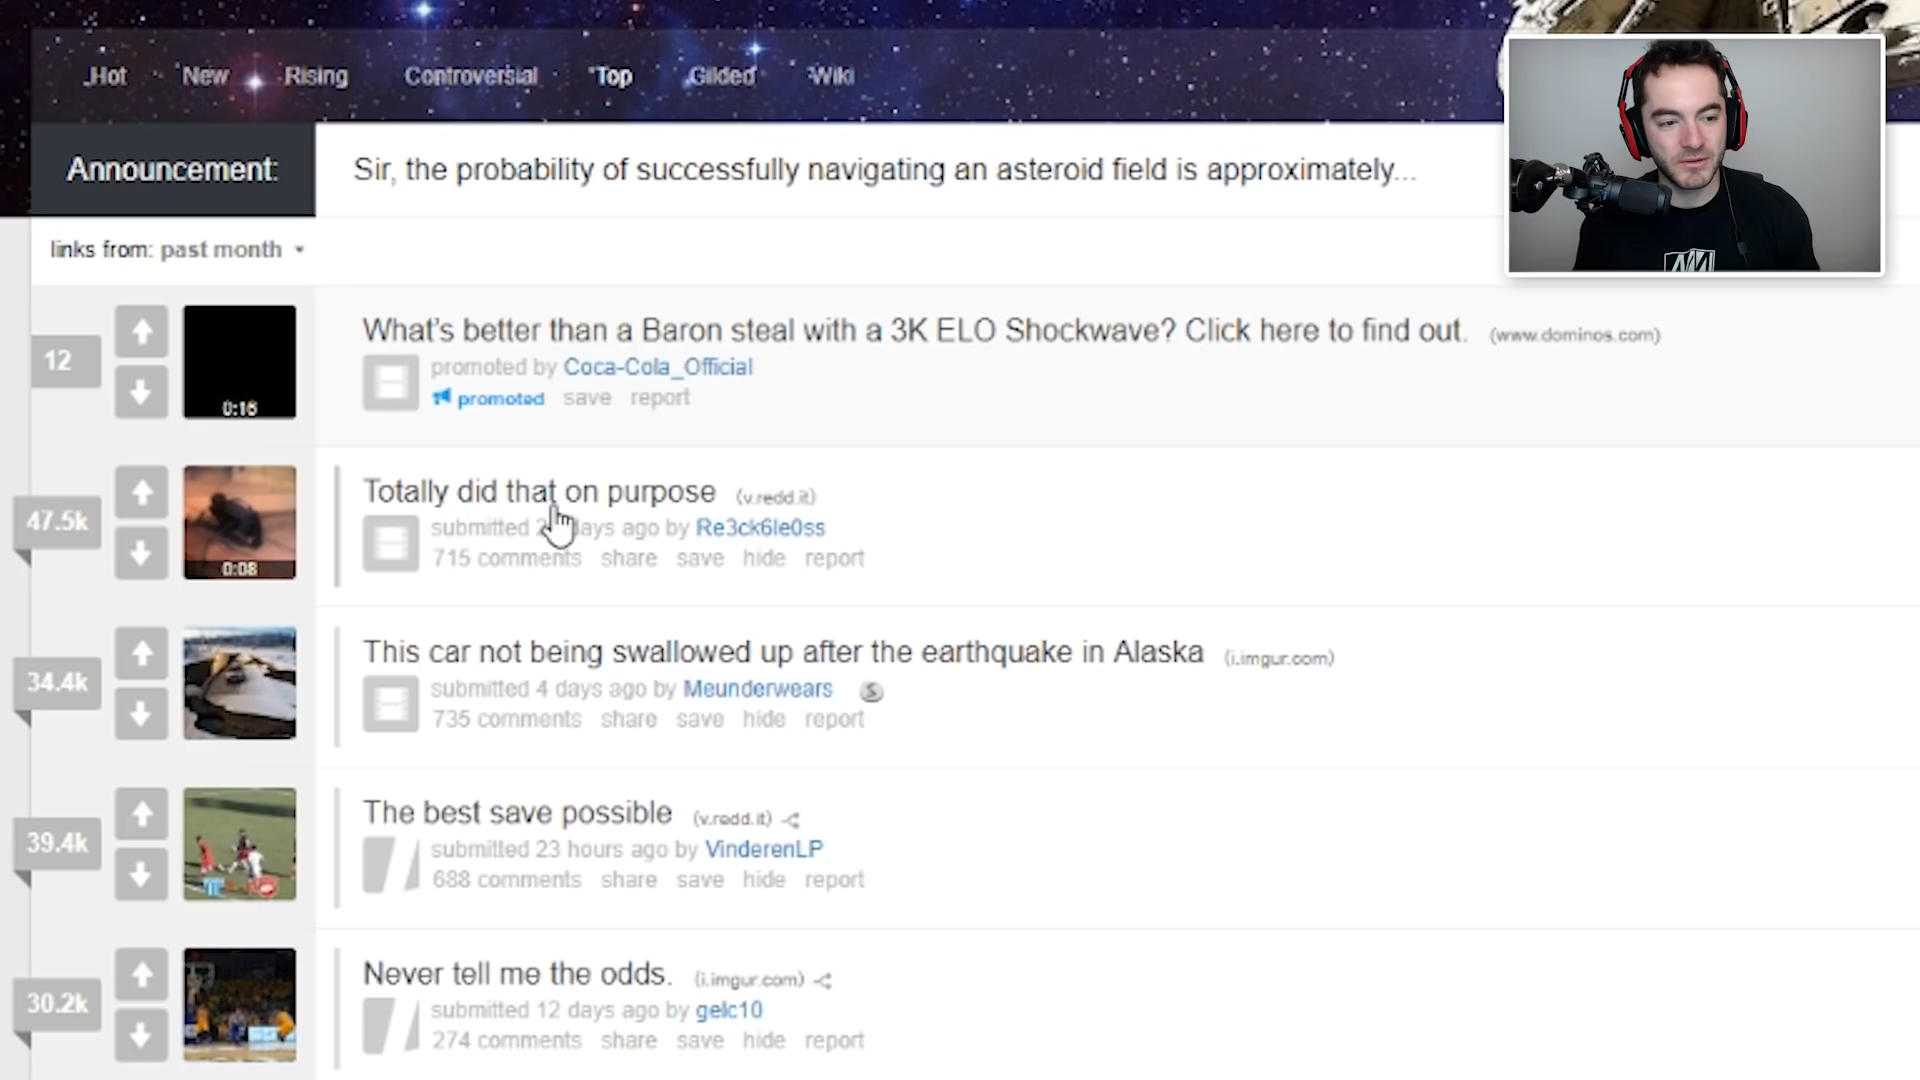 Hot New Rising Controversial Top Gilded Wiki
Announcement: Sir, the probability of successfully navigating an asteroid field is approximately...
links from: past month
12
0:16
What's better than a Baron steal with a 3K ELO Shockwave? Click here to find out. (www.dominos.com)
promoted by Coca-Cola_Official
promoted save report
47.5k
0:08
Totally did that on purpose (v.redd.it)
submitted days ago by Re3ck6le0ss
715 comments share save hide report
34.4k
This car not being swallowed up after the earthquake in Alaska (i.imgur.com)
submitted 4 days ago by Meunderwears S
735 comments share save hide report
39.4k
The best save possible (v.redd.it)
submitted 23 hours ago by VinderenLP
688 comments share save hide report
30.2k
Never tell me the odds. (i.imgur.com)
submitted 12 days ago by gelc10
274 comments share save hide report